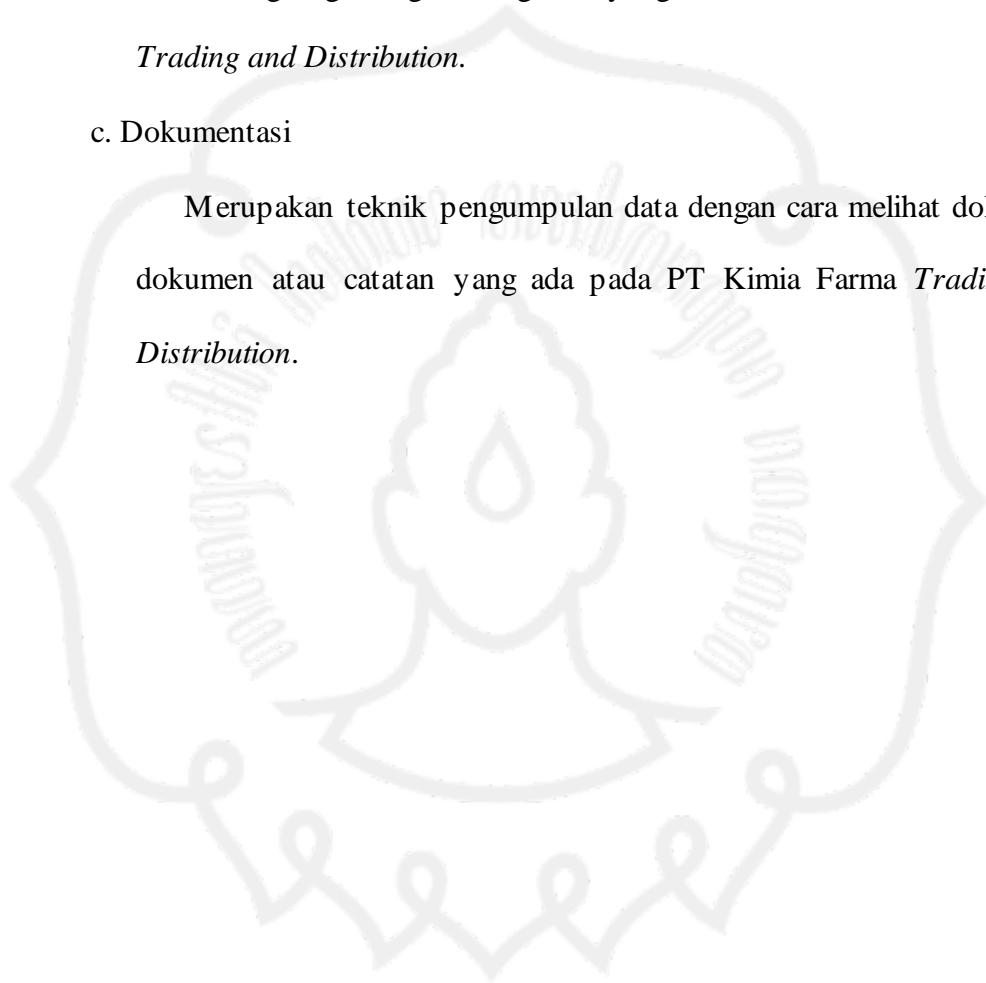 Trading and Distribution.
c. Dokumentasi
Merupakan teknik pengumpulan data dengan cara melihat
dokumen atau catatan yang ada pada PT Kimia Farma
Distribution.